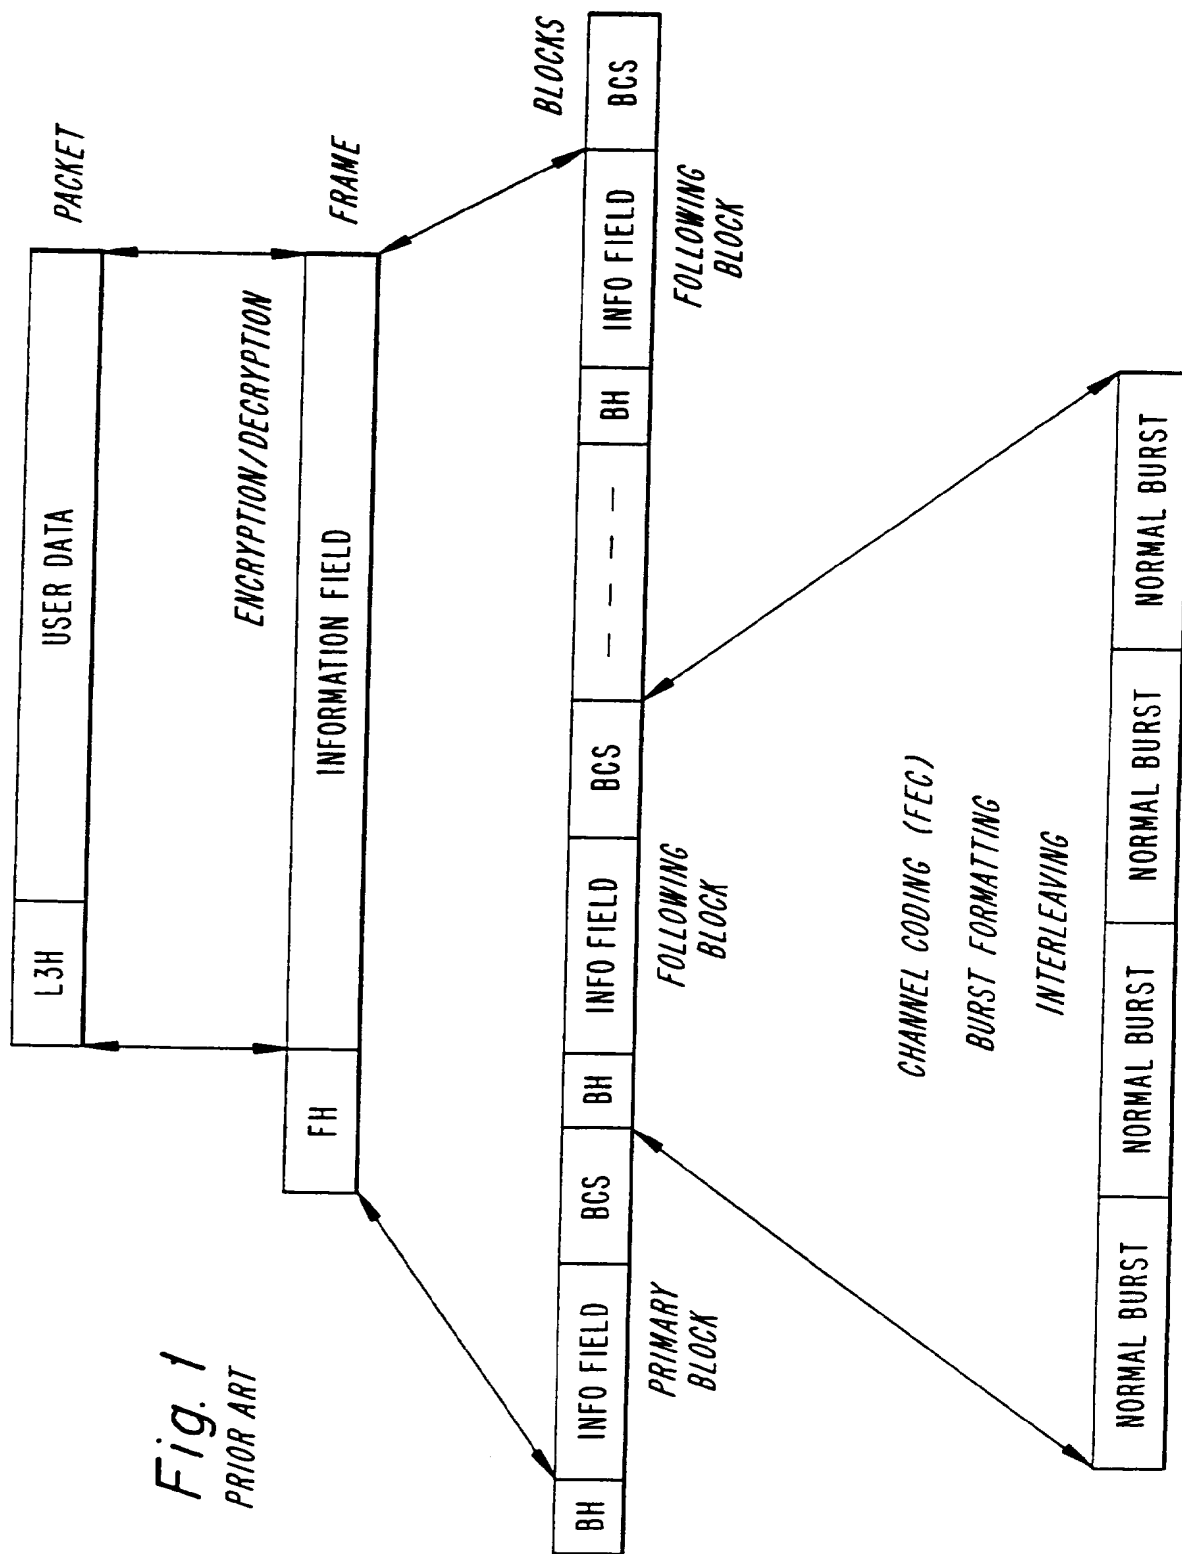 Fig. 1
PRIOR ART
PACKET
L3H
USER DATA
ENCRYPTION/DECRYPTION
FRAME
FH
INFORMATION FIELD
BLOCKS
BH
INFO FIELD
BCS
BH
INFO FIELD
BCS
— — — —
BH
INFO FIELD
BCS
PRIMARY
BLOCK
FOLLOWING
BLOCK
FOLLOWING
BLOCK
CHANNEL CODING (FEC)
BURST FORMATTING
INTERLEAVING
NORMAL BURST
NORMAL BURST
NORMAL BURST
NORMAL BURST